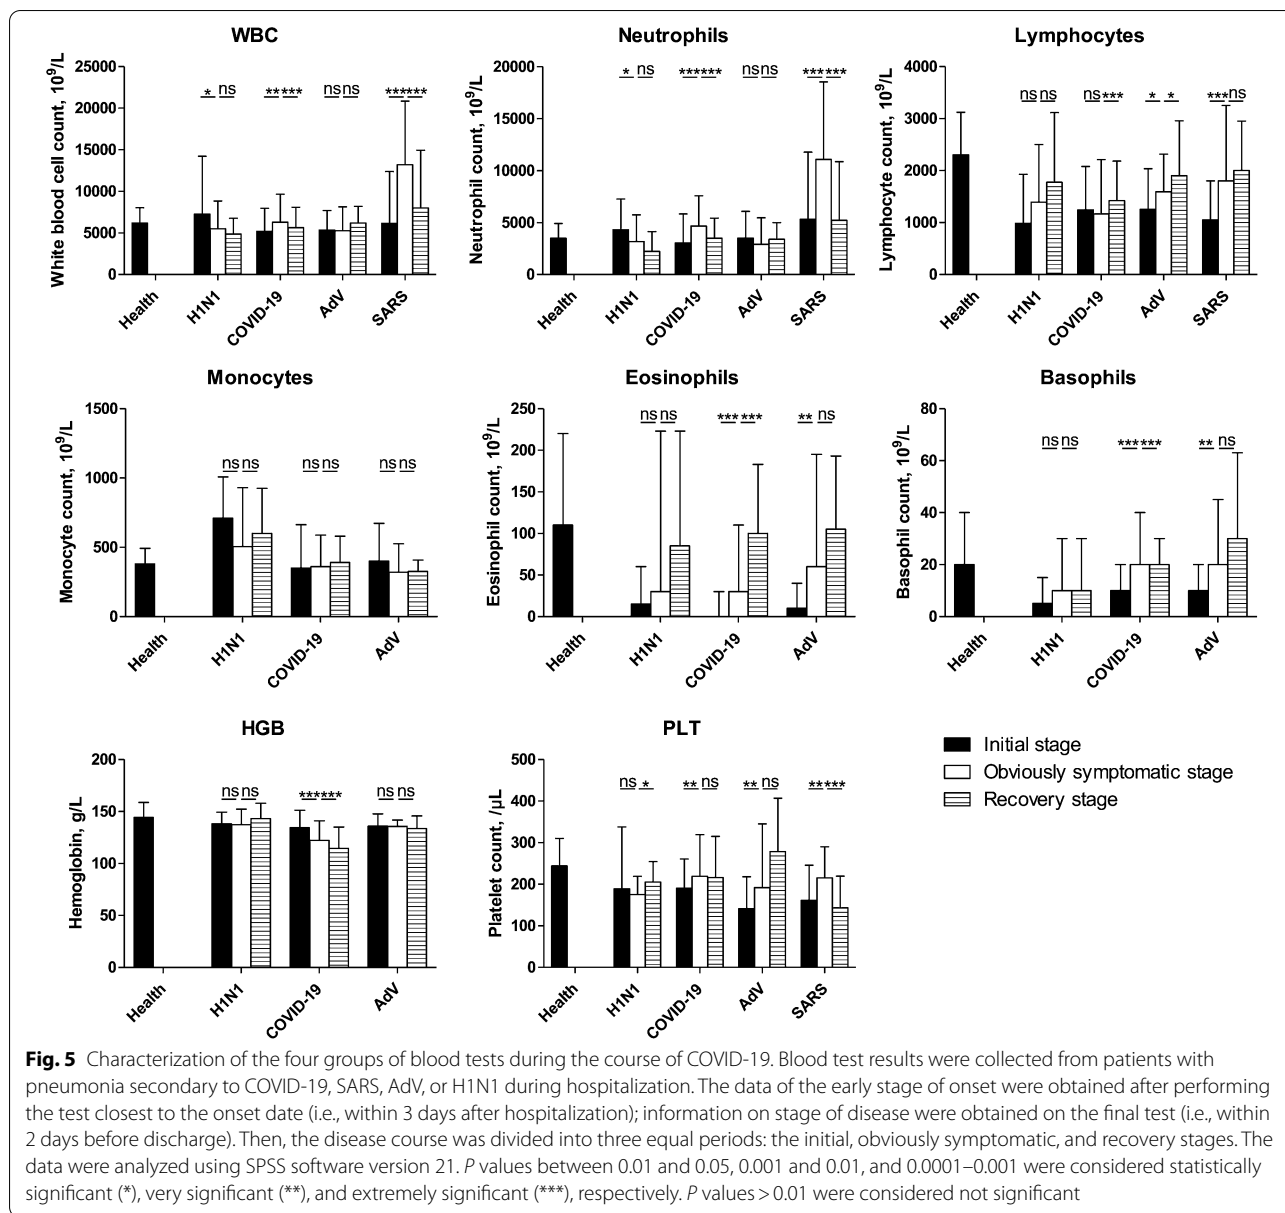 WBC
White blood cell count, 10⁹/L
25000
20000
15000
10000
5000
0
* ns
** *** 
ns ns
*** ***
Health
H1N1
COVID-19
AdV
SARS
Neutrophils
Neutrophil count, 10⁹/L
20000
15000
10000
5000
0
* ns
*** ***
ns ns
*** ***
Health
H1N1
COVID-19
AdV
SARS
Lymphocytes
Lymphocyte count, 10⁹/L
4000
3000
2000
1000
0
ns ns
ns ***
* *
*** ns
Health
H1N1
COVID-19
AdV
SARS
Monocytes
Monocyte count, 10⁹/L
1500
1000
500
0
ns ns
ns ns
ns ns
Health
H1N1
COVID-19
AdV
Eosinophils
Eosinophil count, 10⁹/L
250
200
150
100
50
0
ns ns
*** ***
** ns
Health
H1N1
COVID-19
AdV
Basophils
Basophil count, 10⁹/L
80
60
40
20
0
ns ns
*** ***
** ns
Health
H1N1
COVID-19
AdV
HGB
Hemoglobin, g/L
200
150
100
50
0
ns ns
*** ***
ns ns
Health
H1N1
COVID-19
AdV
PLT
Platelet count, /µL
500
400
300
200
100
0
ns *
** ns
** ns
** ***
Health
H1N1
COVID-19
AdV
SARS
Initial stage
Obviously symptomatic stage
Recovery stage
Fig. 5 Characterization of the four groups of blood tests during the course of COVID-19. Blood test results were collected from patients with
pneumonia secondary to COVID-19, SARS, AdV, or H1N1 during hospitalization. The data of the early stage of onset were obtained after performing
the test closest to the onset date (i.e., within 3 days after hospitalization); information on stage of disease were obtained on the final test (i.e., within
2 days before discharge). Then, the disease course was divided into three equal periods: the initial, obviously symptomatic, and recovery stages. The
data were analyzed using SPSS software version 21. P values between 0.01 and 0.05, 0.001 and 0.01, and 0.0001–0.001 were considered statistically
significant (*), very significant (**), and extremely significant (***), respectively. P values > 0.01 were considered not significant